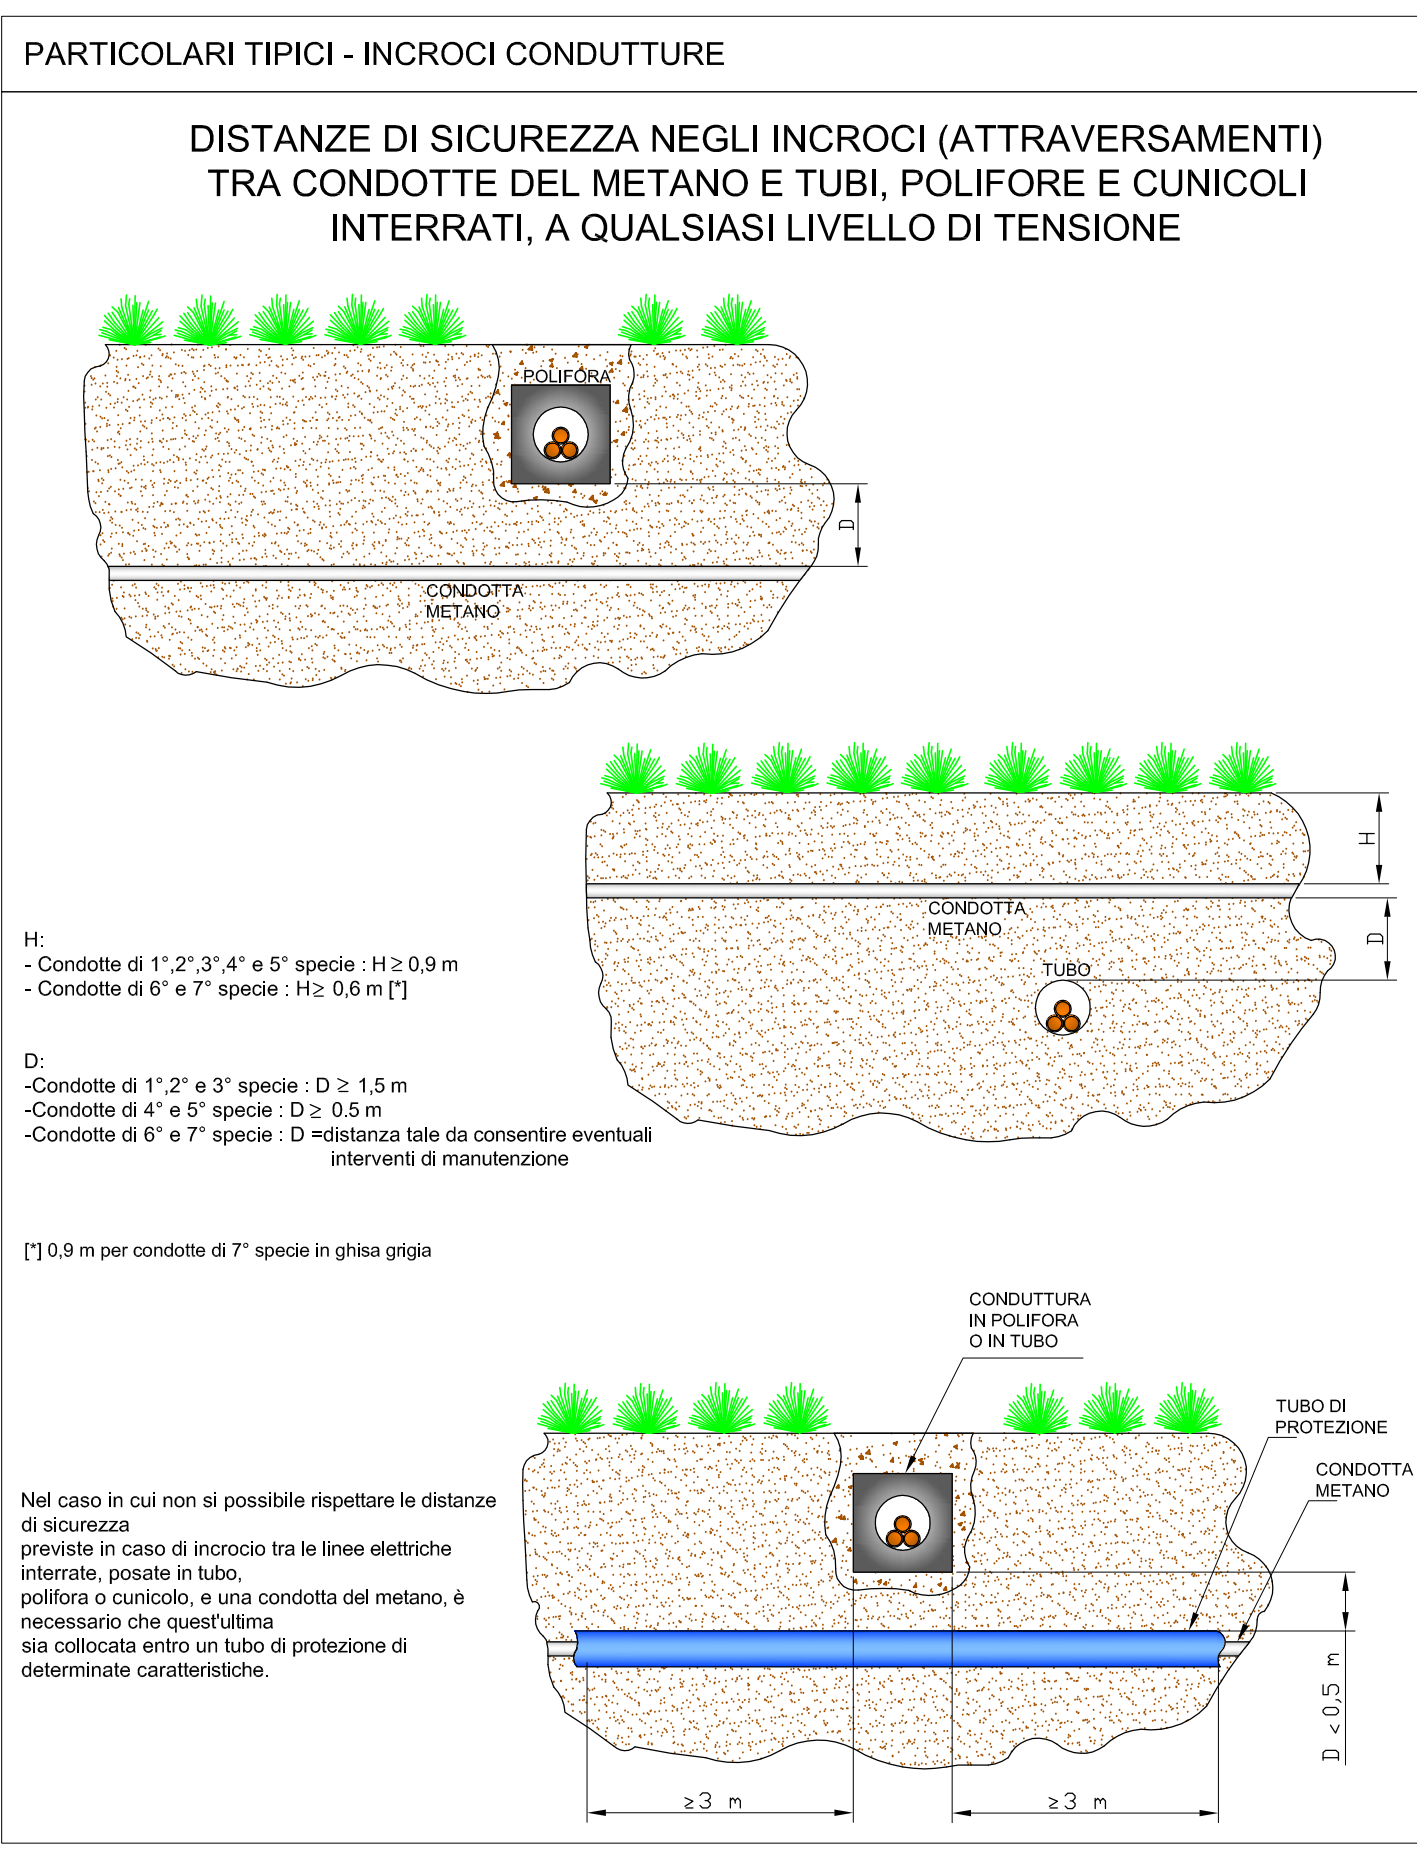 PARTICOLARI TIPICI - INCROCI CONDUTTURE
DISTANZE DI SICUREZZA NEGLI INCROCI (ATTRAVERSAMENTI)
TRA CONDOTTE DEL METANO E TUBI, POLIFORE E CUNICOLI
INTERRATI, A QUALSIASI LIVELLO DI TENSIONE
POLIFORA
D
CONDOTTA
METANO
H
CONDOTTA
METANO
D
TUBO
H:
- Condotte di 1°,2°,3°,4° e 5° specie : H ≥ 0,9 m
- Condotte di 6° e 7° specie : H≥ 0,6 m [*]
D:
-Condotte di 1°,2° e 3° specie : D ≥ 1,5 m
-Condotte di 4° e 5° specie : D ≥ 0.5 m
-Condotte di 6° e 7° specie : D =distanza tale da consentire eventuali
interventi di manutenzione
[*] 0,9 m per condotte di 7° specie in ghisa grigia
CONDUTTURA
IN POLIFORA
O IN TUBO
TUBO DI
PROTEZIONE
CONDOTTA
METANO
Nel caso in cui non si possibile rispettare le distanze
di sicurezza
previste in caso di incrocio tra le linee elettriche
interrate, posate in tubo,
polifora o cunicolo, e una condotta del metano, è
necessario che quest'ultima
sia collocata entro un tubo di protezione di
determinate caratteristiche.
D < 0,5 m
≥3 m
≥3 m